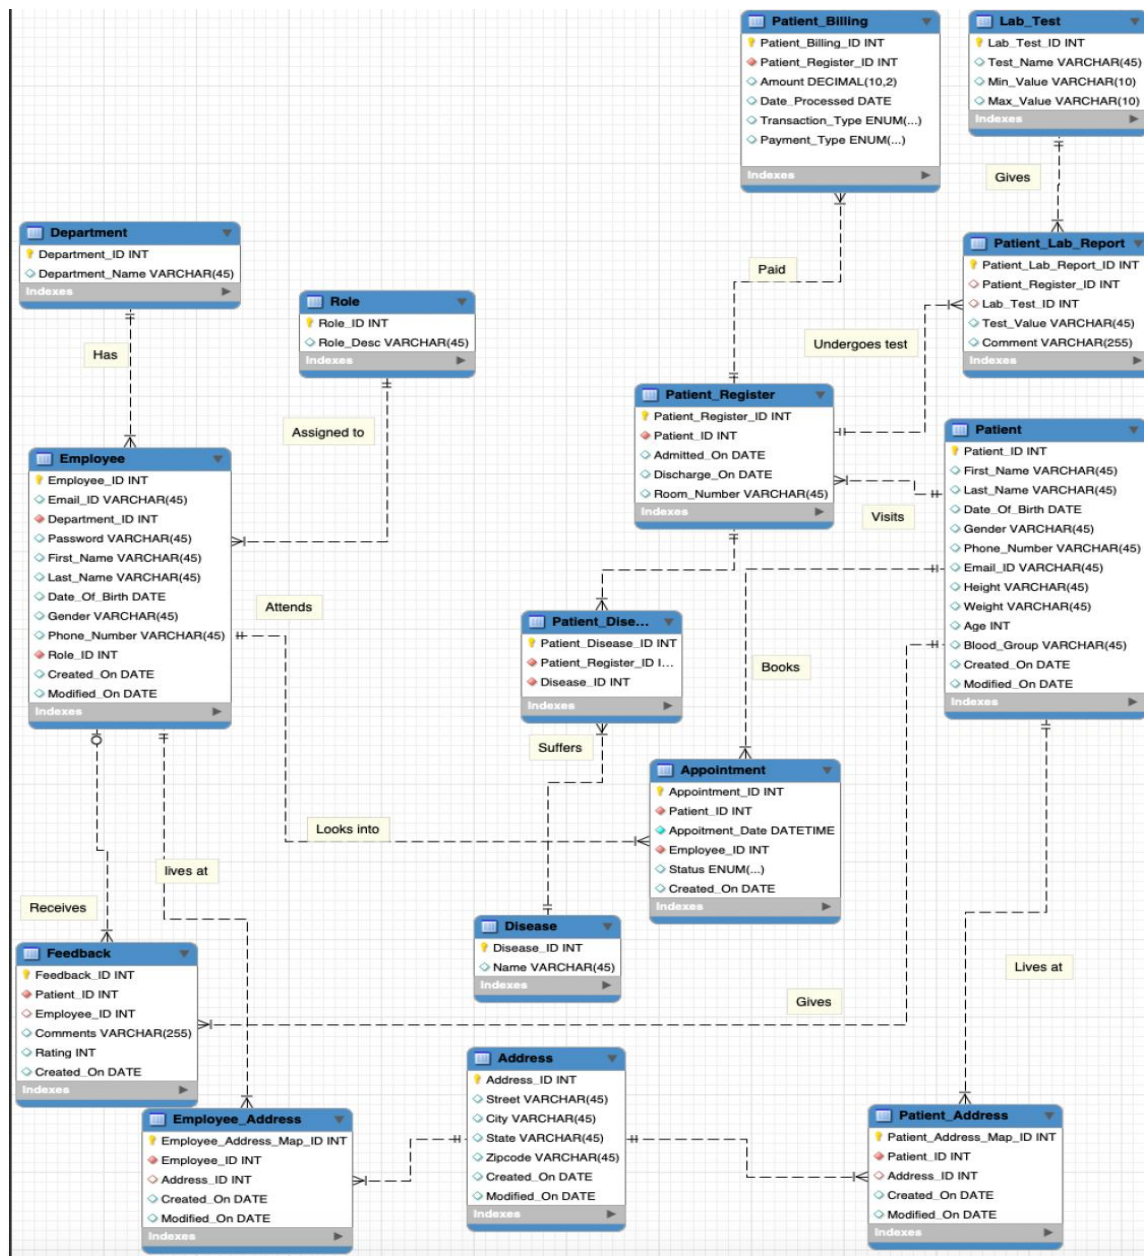 Patient_Billing
Patient_Billing_ID INT
Patient_Register_ID INT
Amount DECIMAL(10,2)
Date_Processed DATE
Transaction_Type ENUM(...)
Payment_Type ENUM(...)
Indexes
Lab_Test
Lab_Test_ID INT
Test_Name VARCHAR(45)
Min_Value VARCHAR(10)
Max_Value VARCHAR(10)
Indexes
Gives
Department
Department_ID INT
Department_Name VARCHAR(45)
Indexes
Patient_Lab_Report
Patient_Lab_Report_ID INT
Patient_Register_ID INT
Lab_Test_ID INT
Test_Value VARCHAR(45)
Comment VARCHAR(255)
Indexes
Paid
Role
Role_ID INT
Role_Desc VARCHAR(45)
Indexes
Has
Undergoes test
Assigned to
Patient_Register
Patient_Register_ID INT
Patient_ID INT
Admitted_On DATE
Discharge_On DATE
Room_Number VARCHAR(45)
Indexes
Patient
Patient_ID INT
First_Name VARCHAR(45)
Last_Name VARCHAR(45)
Date_Of_Birth DATE
Gender VARCHAR(45)
Phone_Number VARCHAR(45)
Email_ID VARCHAR(45)
Height VARCHAR(45)
Weight VARCHAR(45)
Age INT
Blood_Group VARCHAR(45)
Created_On DATE
Modified_On DATE
Indexes
Visits
Employee
Employee_ID INT
Email_ID VARCHAR(45)
Department_ID INT
Password VARCHAR(45)
First_Name VARCHAR(45)
Last_Name VARCHAR(45)
Date_Of_Birth DATE
Gender VARCHAR(45)
Phone_Number VARCHAR(45)
Role_ID INT
Created_On DATE
Modified_On DATE
Indexes
Attends
Patient_Dise...
Patient_Disease_ID INT
Patient_Register_ID I...
Disease_ID INT
Indexes
Books
Suffers
Appointment
Appointment_ID INT
Patient_ID INT
Appoitment_Date DATETIME
Employee_ID INT
Status ENUM(...)
Created_On DATE
Indexes
Looks into
lives at
Receives
Disease
Disease_ID INT
Name VARCHAR(45)
Indexes
Feedback
Feedback_ID INT
Patient_ID INT
Employee_ID INT
Comments VARCHAR(255)
Rating INT
Created_On DATE
Indexes
Lives at
Gives
Address
Address_ID INT
Street VARCHAR(45)
City VARCHAR(45)
State VARCHAR(45)
Zipcode VARCHAR(45)
Created_On DATE
Modified_On DATE
Indexes
Employee_Address
Employee_Address_Map_ID INT
Employee_ID INT
Address_ID INT
Created_On DATE
Modified_On DATE
Indexes
Patient_Address
Patient_Address_Map_ID INT
Patient_ID INT
Address_ID INT
Created_On DATE
Modified_On DATE
Indexes